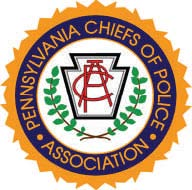 PENNSYLVANIA CHIEFS OF POLICE
• ASSOCIATION •